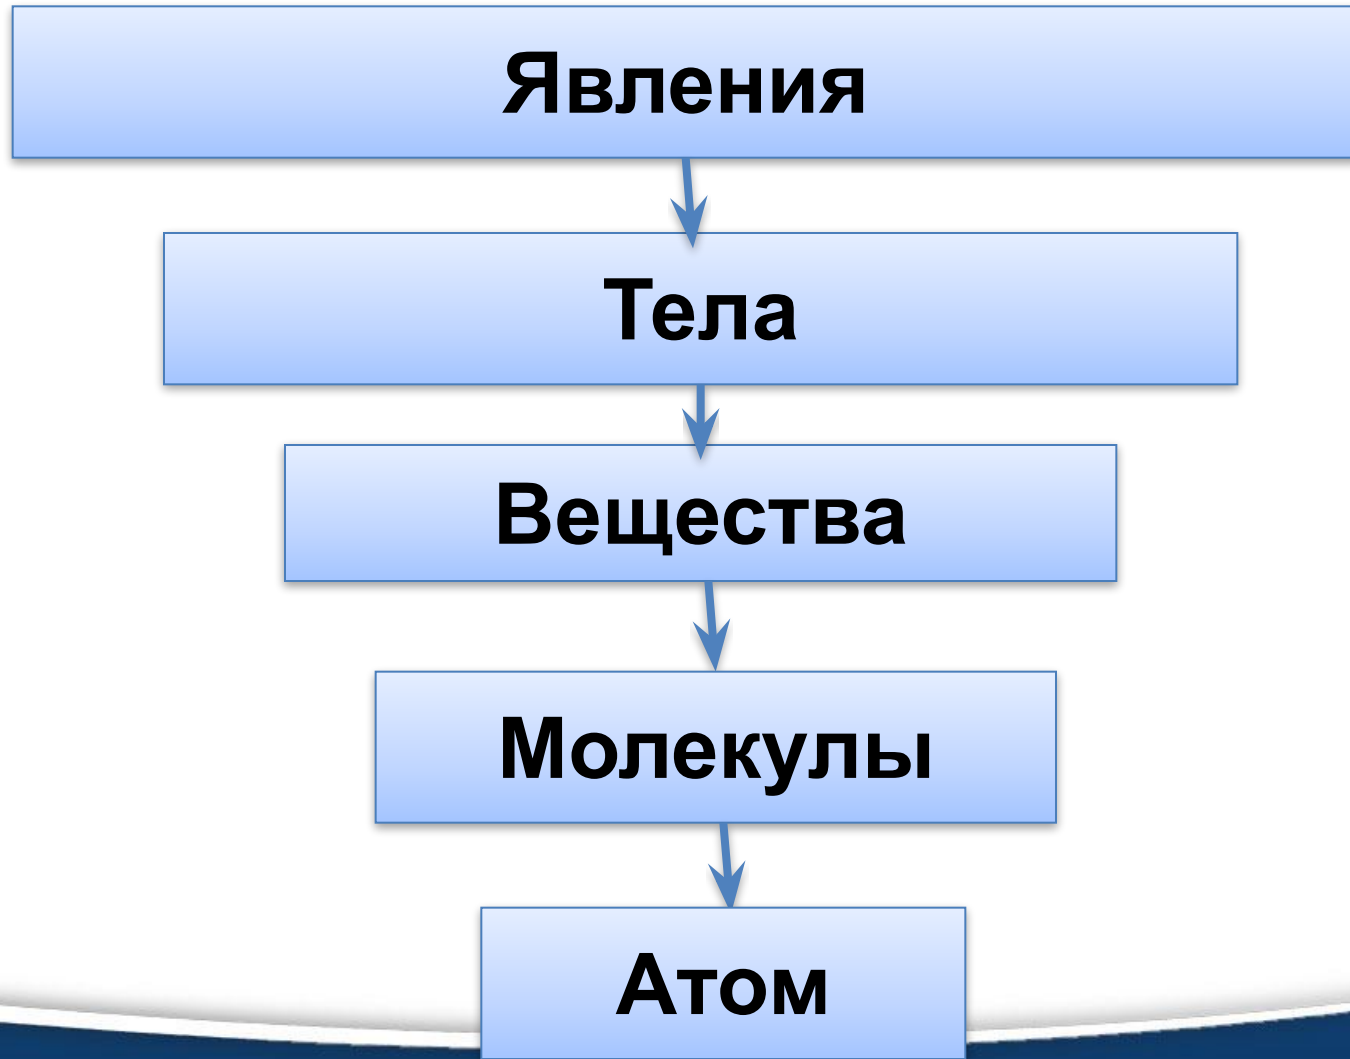 Явления
Тела
Вещества
Молекулы
Атом